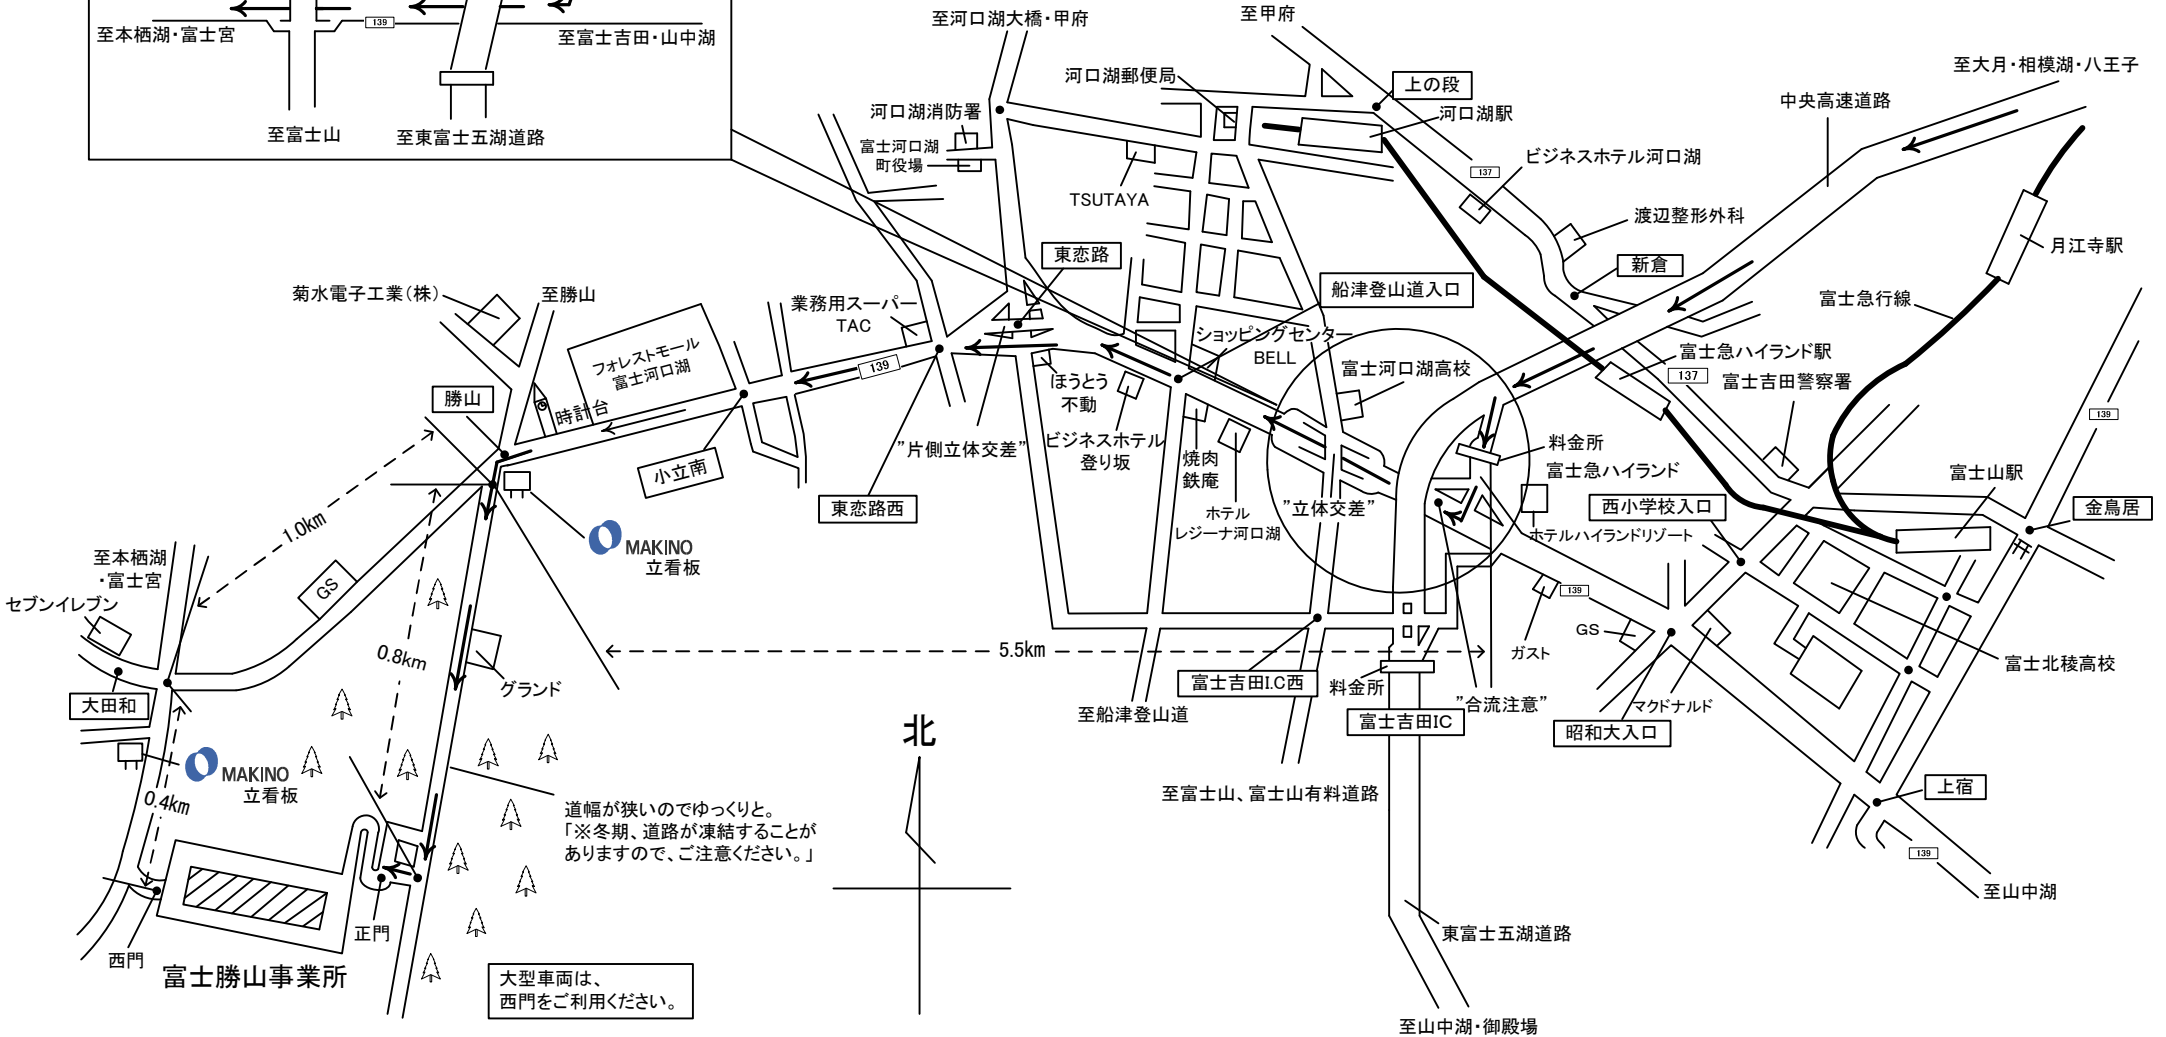 至本栖湖・富士宮
139
至富士吉田・山中湖
至富士山
至東富士五湖道路
至河口湖大橋・甲府
至甲府
河口湖郵便局
上の段
至大月・相模湖・八王子
河口湖消防署
河口湖駅
中央高速道路
富士河口湖
町役場
TSUTAYA
137
ビジネスホテル河口湖
渡辺整形外科
月江寺駅
東恋路
新倉
船津登山道入口
富士急行線
菊水電子工業(株)
至勝山
業務用スーパー
TAC
ショッピングセンター
BELL
フォレストモール
富士河口湖
139
ほうとう
不動
富士河口湖高校
富士急ハイランド駅
137
富士吉田警察署
139
勝山
時計台
"片側立体交差"
ビジネスホテル
登り坂
焼肉
鉄庵
料金所
富士急ハイランド
富士山駅
小立南
東恋路西
ホテル
レジーナ河口湖
"立体交差"
西小学校入口
金鳥居
ホテルハイランドリゾート
1.0km
MAKINO
立看板
至本栖湖
・富士宮
GS
セブンイレブン
139
GS
0.8km
5.5km
ガスト
富士北稜高校
グランド
大田和
富士吉田I.C西
料金所
"合流注意"
マクドナルド
至船津登山道
富士吉田IC
昭和大入口
北
MAKINO
立看板
0.4km
至富士山、富士山有料道路
上宿
道幅が狭いのでゆっくりと。
「※冬期、道路が凍結することが
ありますので、ご注意ください。」
139
至山中湖
正門
東富士五湖道路
西門
富士勝山事業所
大型車両は、
西門をご利用ください。
至山中湖・御殿場